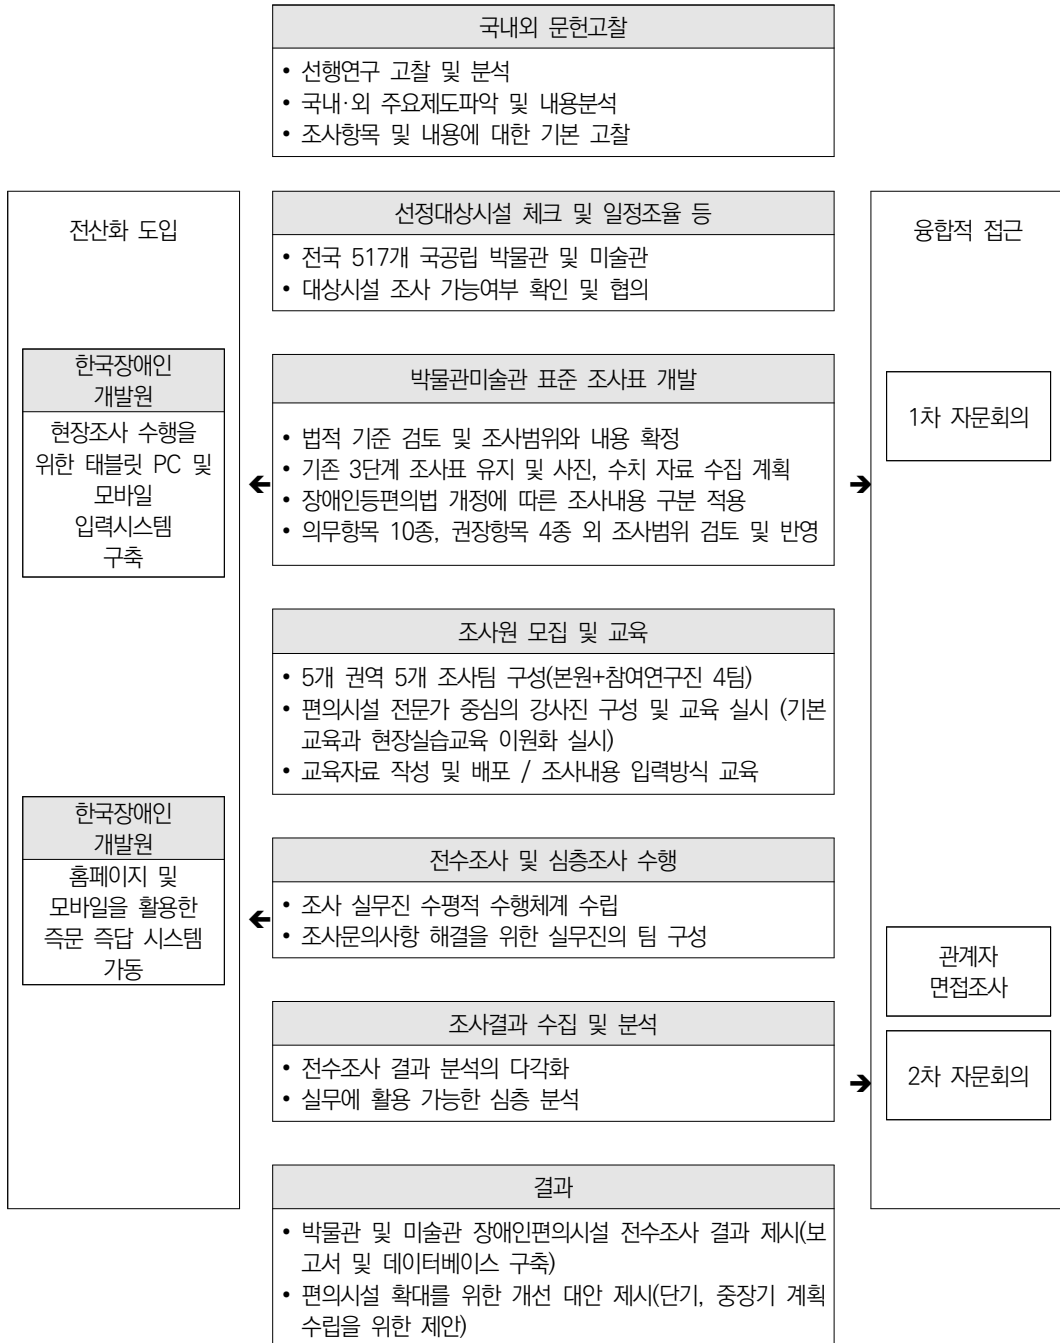 국내외 문헌고찰
• 선행연구 고찰 및 분석
• 국내·외 주요제도파악 및 내용분석
• 조사항목 및 내용에 대한 기본 고찰
전산화 도입
한국장애인
개발원
현장조사 수행을
위한 태블릿 PC 및
모바일
입력시스템
구축
한국장애인
개발원
홈페이지 및
모바일을 활용한
즉문 즉답 시스템
가동
선정대상시설 체크 및 일정조율 등
• 전국 517개 국공립 박물관 및 미술관
• 대상시설 조사 가능여부 확인 및 협의
박물관미술관 표준 조사표 개발
• 법적 기준 검토 및 조사범위와 내용 확정
• 기존 3단계 조사표 유지 및 사진, 수치 자료 수집 계획
• 장애인등편의법 개정에 따른 조사내용 구분 적용
• 의무항목 10종, 권장항목 4종 외 조사범위 검토 및 반영
조사원 모집 및 교육
• 5개 권역 5개 조사팀 구성(본원+참여연구진 4팀)
• 편의시설 전문가 중심의 강사진 구성 및 교육 실시 (기본
교육과 현장실습교육 이원화 실시)
• 교육자료 작성 및 배포 / 조사내용 입력방식 교육
전수조사 및 심층조사 수행
• 조사 실무진 수평적 수행체계 수립
• 조사문의사항 해결을 위한 실무진의 팀 구성
조사결과 수집 및 분석
• 전수조사 결과 분석의 다각화
• 실무에 활용 가능한 심층 분석
결과
• 박물관 및 미술관 장애인편의시설 전수조사 결과 제시(보
고서 및 데이터베이스 구축)
• 편의시설 확대를 위한 개선 대안 제시(단기, 중장기 계획
수립을 위한 제안)
융합적 접근
1차 자문회의
관계자
면접조사
2차 자문회의